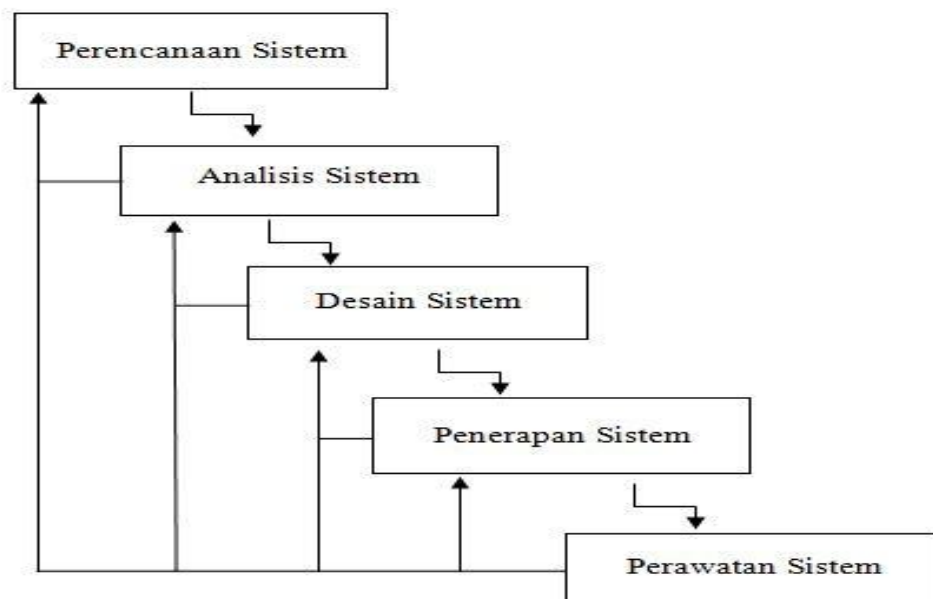 Perencanaan Sistem
Analisis Sistem
Desain Sistem
Penerapan Sistem
Perawatan Sistem